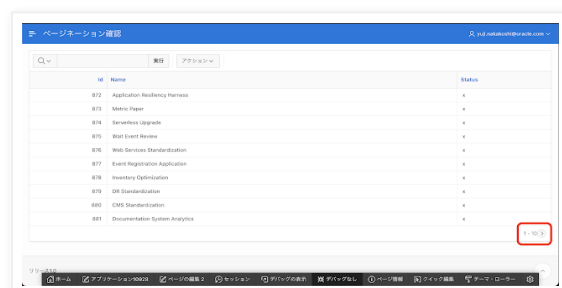 ページネーション確認 yuji.nakakoshi@oracle.com
実行 アクション
Id Name Status
872 Application Resiliency Harness x
873 Metric Paper x
874 Serverless Upgrade x
875 Wait Event Review x
876 Web Services Standardization x
877 Event Registration Application x
878 Inventory Optimization x
879 DR Standardization x
880 CMS Standardization x
881 Documentation System Analytics x
1 - 10
リリース1.0
ホーム アプリケーション10928 ページの編集 2 セッション デバッグの表示 デバッグなし ページ情報 クイック編集 テーマ・ローラー